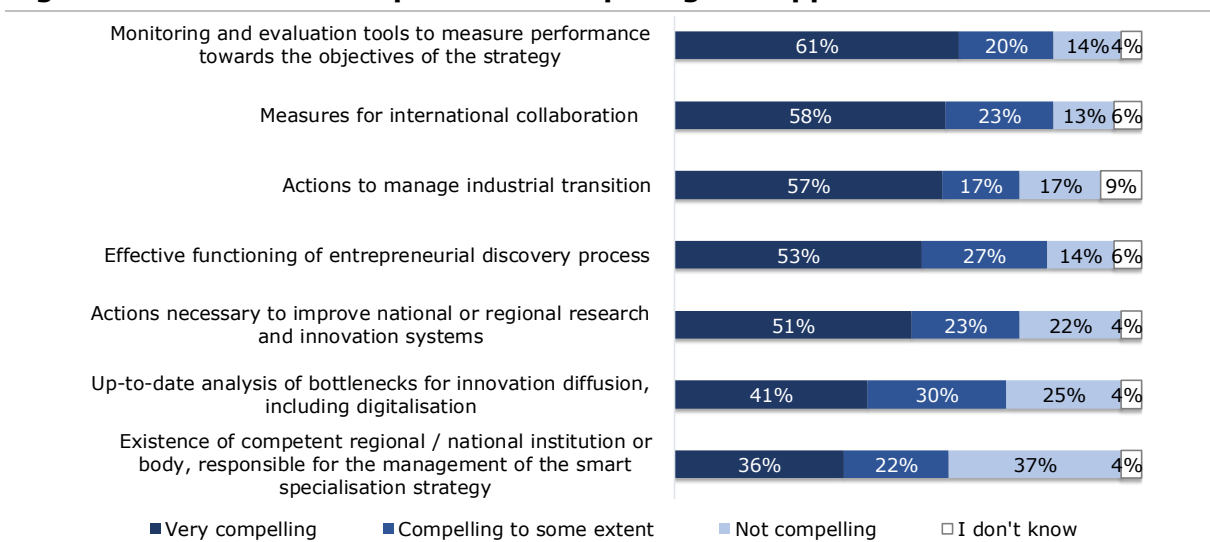 Monitoring and evaluation tools to measure performance
towards the objectives of the strategy
61% 20% 14% 4%
Measures for international collaboration
58% 23% 13% 6%
Actions to manage industrial transition
57% 17% 17% 9%
Effective functioning of entrepreneurial discovery process
53% 27% 14% 6%
Actions necessary to improve national or regional research
and innovation systems
51% 23% 22% 4%
Up-to-date analysis of bottlenecks for innovation diffusion,
including digitalisation
41% 30% 25% 4%
Existence of competent regional / national institution or
body, responsible for the management of the smart
specialisation strategy
36% 22% 37% 4%
Very compelling Compelling to some extent Not compelling I don't know